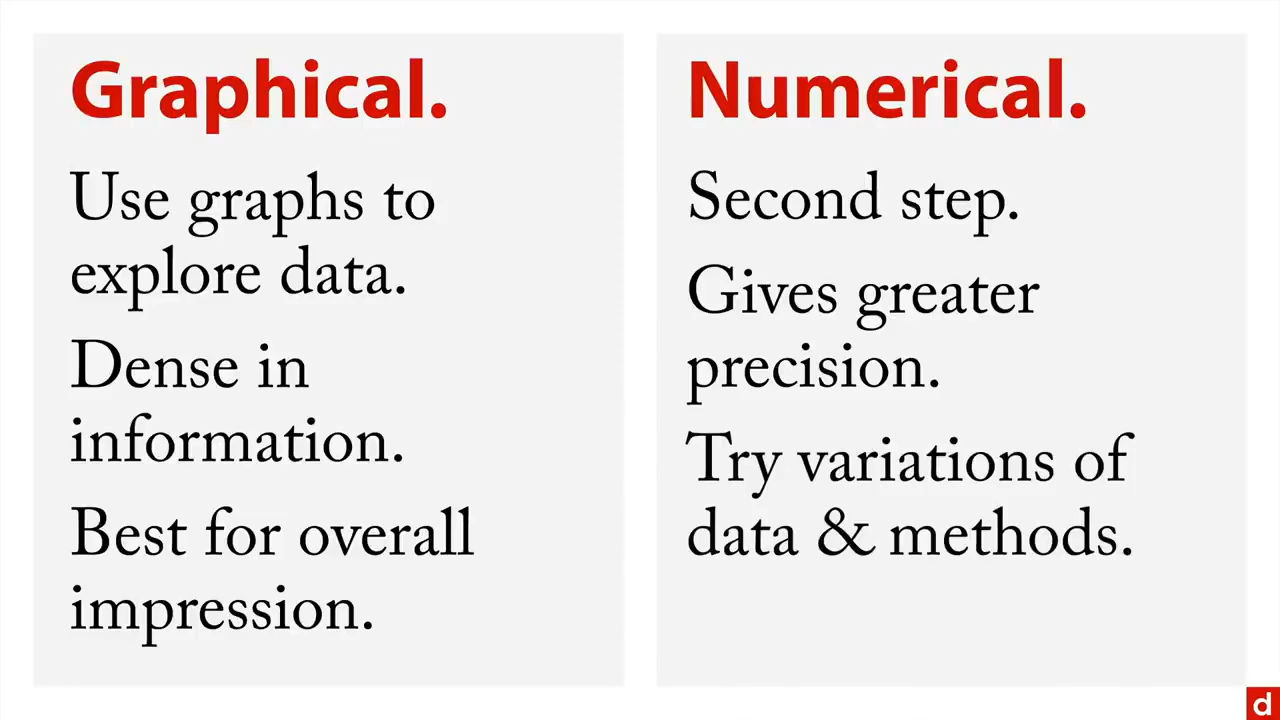 Graphical.
Use graphs to
explore data.
Dense in
information.
Best for overall
impression.
Numerical.
Second step.
Gives greater
precision.
Try variations of
data & methods.
d